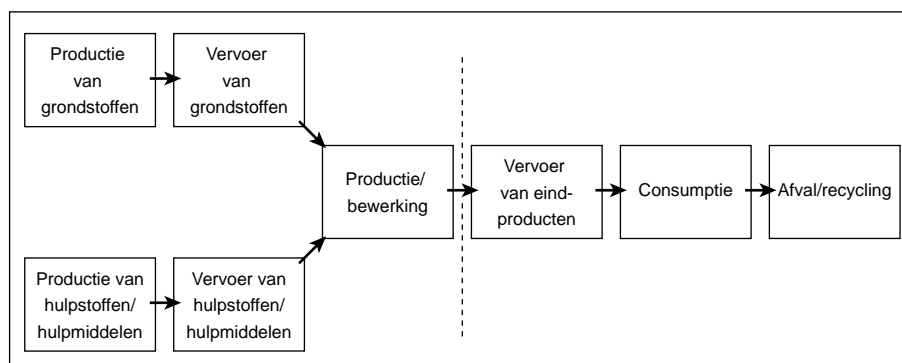 Productie
van
grondstoffen
Vervoer
van
grondstoffen
Productie/
bewerking
Vervoer
van eind-
producten
Consumptie
Afval/recycling
Productie van
hulpstoffen/
hulpmiddelen
Vervoer van
hulpstoffen/
hulpmiddelen